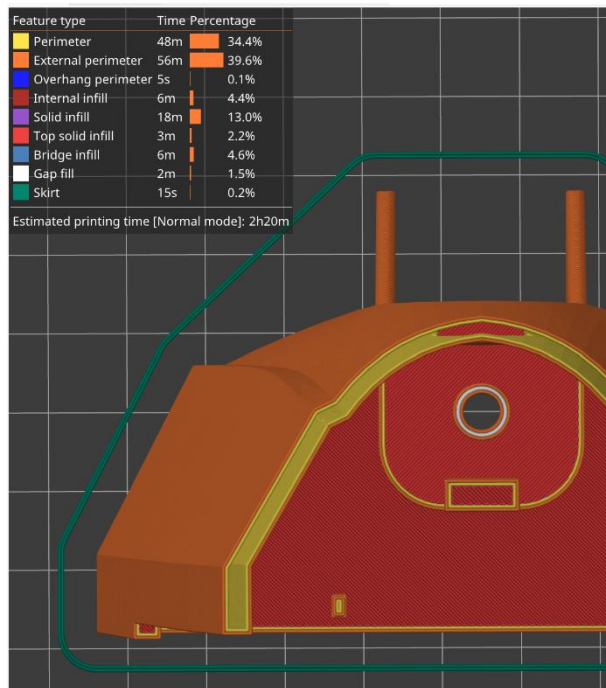 Feature type Time Percentage
Perimeter 48m 34.4%
External perimeter 56m 39.6%
Overhang perimeter 5s 0.1%
Internal infill 6m 4.4%
Solid infill 18m 13.0%
Top solid infill 3m 2.2%
Bridge infill 6m 4.6%
Gap fill 2m 1.5%
Skirt 15s 0.2%
Estimated printing time [Normal mode]: 2h20m